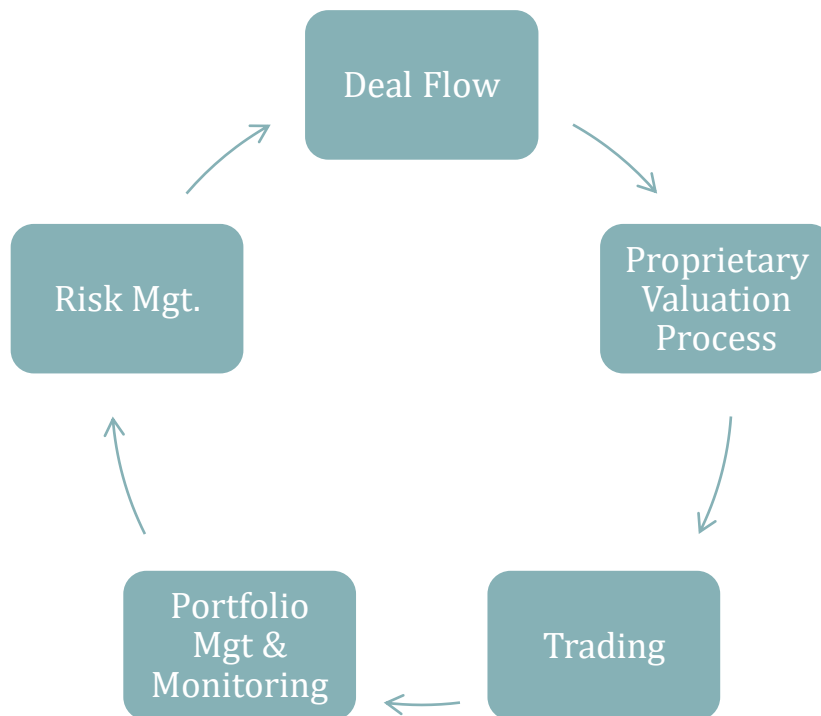 Deal Flow
Proprietary
Valuation
Process
Trading
Portfolio
Mgt &
Monitoring
Risk Mgt.